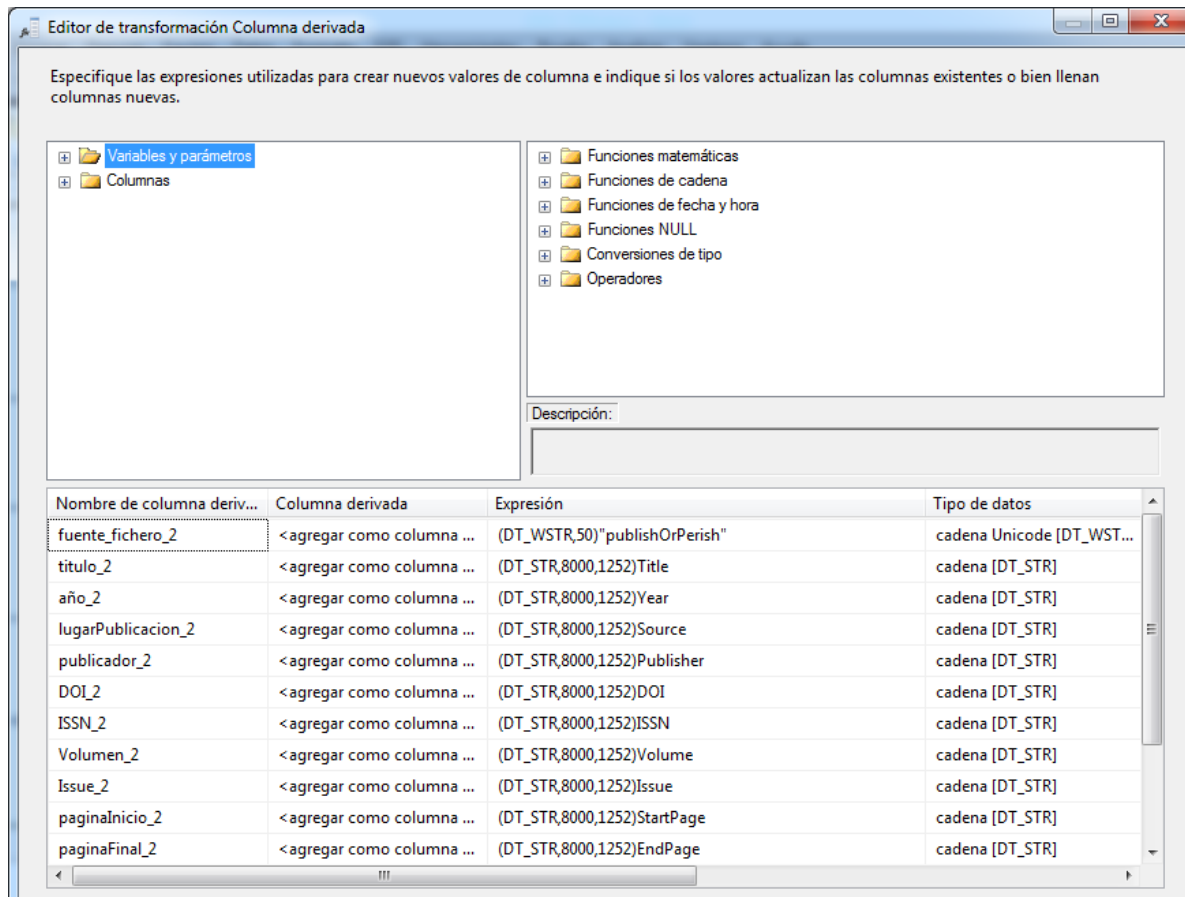 Editor de transformación Columna derivada
Especifique las expresiones utilizadas para crear nuevos valores de columna e indique si los valores actualizan las columnas existentes o bien llenan
columnas nuevas.
Variables y parámetros
Columnas
Funciones matemáticas
Funciones de cadena
Funciones de fecha y hora
Funciones NULL
Conversiones de tipo
Operadores
Descripción:
Nombre de columna deriv... Columna derivada Expresión Tipo de datos
fuente_fichero_2 <agregar como columna ... (DT_WSTR,50)"publishOrPerish" cadena Unicode [DT_WST...
titulo_2 <agregar como columna ... (DT_STR,8000,1252)Title cadena [DT_STR]
año_2 <agregar como columna ... (DT_STR,8000,1252)Year cadena [DT_STR]
lugarPublicacion_2 <agregar como columna ... (DT_STR,8000,1252)Source cadena [DT_STR]
publicador_2 <agregar como columna ... (DT_STR,8000,1252)Publisher cadena [DT_STR]
DOI_2 <agregar como columna ... (DT_STR,8000,1252)DOI cadena [DT_STR]
ISSN_2 <agregar como columna ... (DT_STR,8000,1252)ISSN cadena [DT_STR]
Volumen_2 <agregar como columna ... (DT_STR,8000,1252)Volume cadena [DT_STR]
Issue_2 <agregar como columna ... (DT_STR,8000,1252)Issue cadena [DT_STR]
paginaInicio_2 <agregar como columna ... (DT_STR,8000,1252)StartPage cadena [DT_STR]
paginaFinal_2 <agregar como columna ... (DT_STR,8000,1252)EndPage cadena [DT_STR]